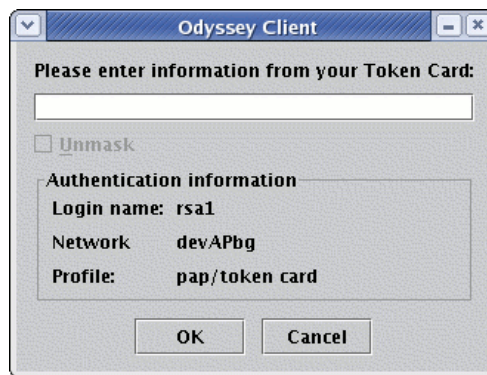 Odyssey Client
Please enter information from your Token Card:
Unmask
Authentication information
Login name: rsa1
Network devAPbg
Profile: pap/token card
OK Cancel